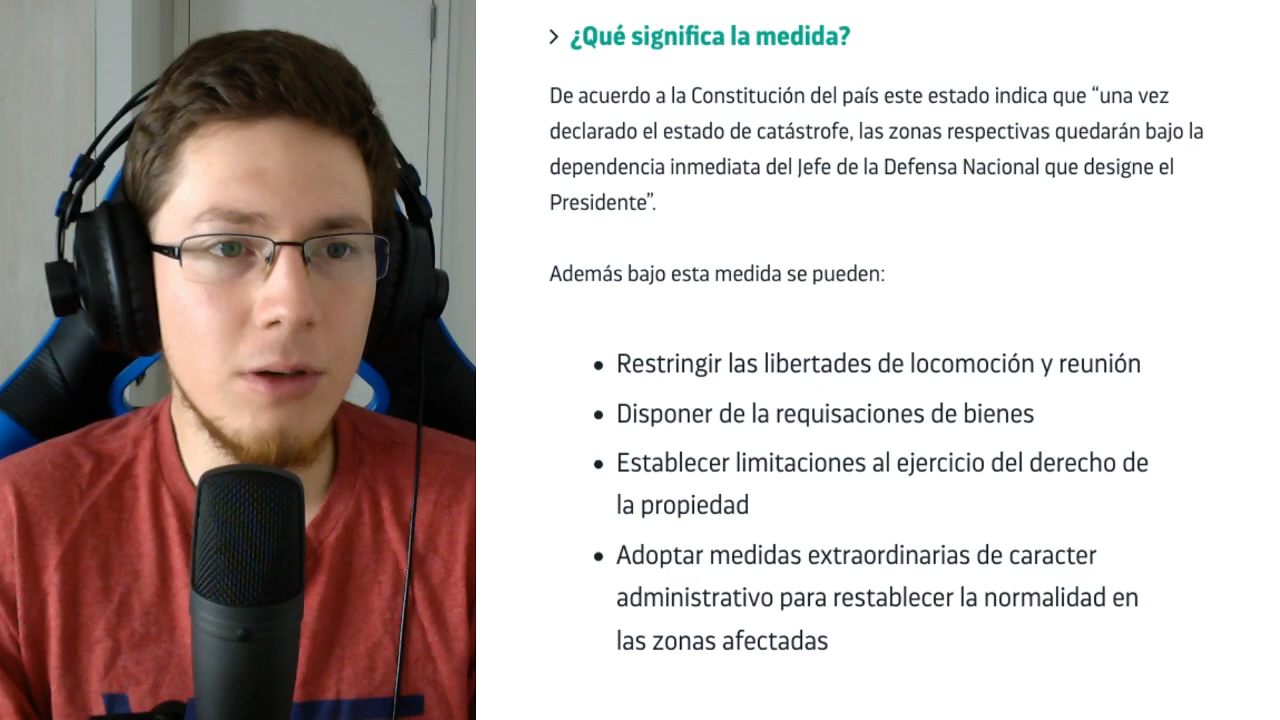 ¿Qué significa la medida?
De acuerdo a la Constitución del país este estado indica que “una vez
declarado el estado de catástrofe, las zonas respectivas quedarán bajo la
dependencia inmediata del Jefe de la Defensa Nacional que designe el
Presidente”.
Además bajo esta medida se pueden:
• Restringir las libertades de locomoción y reunión
• Disponer de la requisaciones de bienes
• Establecer limitaciones al ejercicio del derecho de
la propiedad
• Adoptar medidas extraordinarias de caracter
administrativo para restablecer la normalidad en
las zonas afectadas